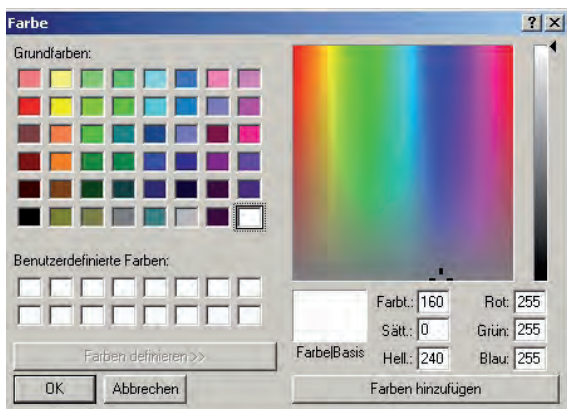 Farbe
Grundfarben:
Benutzerdefinierte Farben:
Farben definieren >>
OK Abbrechen
Farbe|Basis
Farbt.: 160 Rot: 255
Sätt.: 0 Grün: 255
Hell.: 240 Blau: 255
Farben hinzufügen